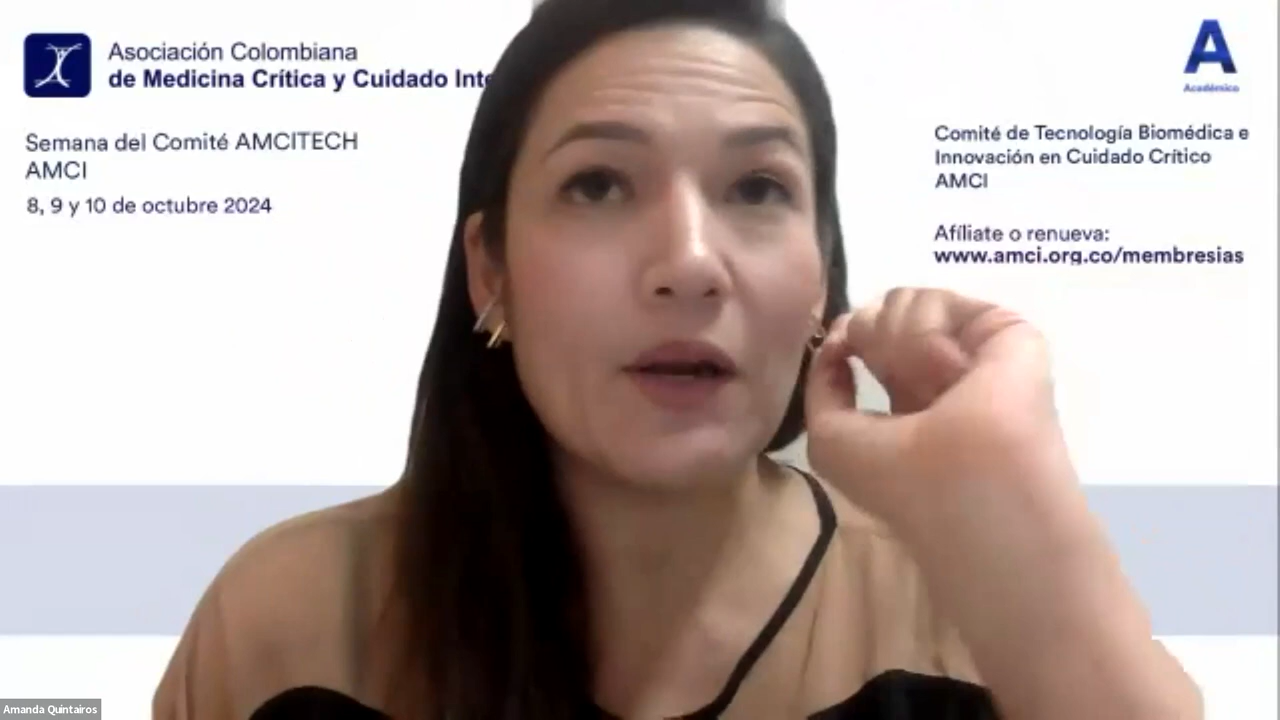 Asociación Colombiana
de Medicina Crítica y Cuidado Inte
Semana del Comité AMCITECH
AMCI
8, 9 y 10 de octubre 2024
A
Académico
Comité de Tecnología Biomédica e
Innovación en Cuidado Crítico
AMCI
Afíliate o renueva:
www.amci.org.co/membresias
Amanda Quintairos